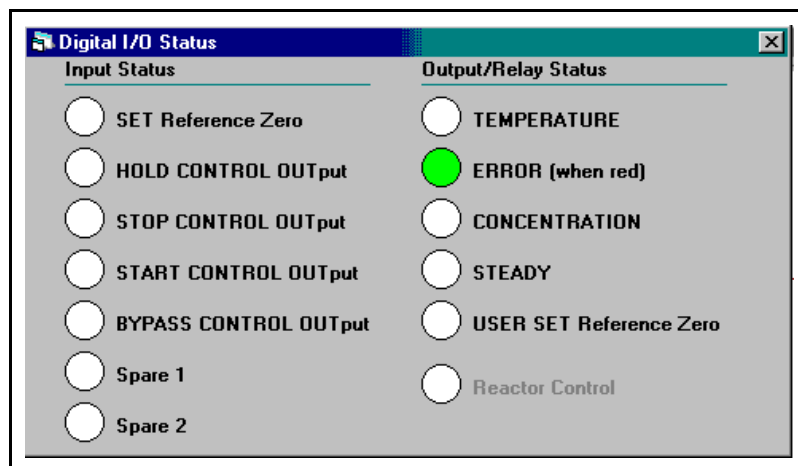 Digital I/O Status
Input Status
SET Reference Zero
HOLD CONTROL OUTput
STOP CONTROL OUTput
START CONTROL OUTput
BYPASS CONTROL OUTput
Spare 1
Spare 2
Output/Relay Status
TEMPERATURE
ERROR (when red)
CONCENTRATION
STEADY
USER SET Reference Zero
Reactor Control